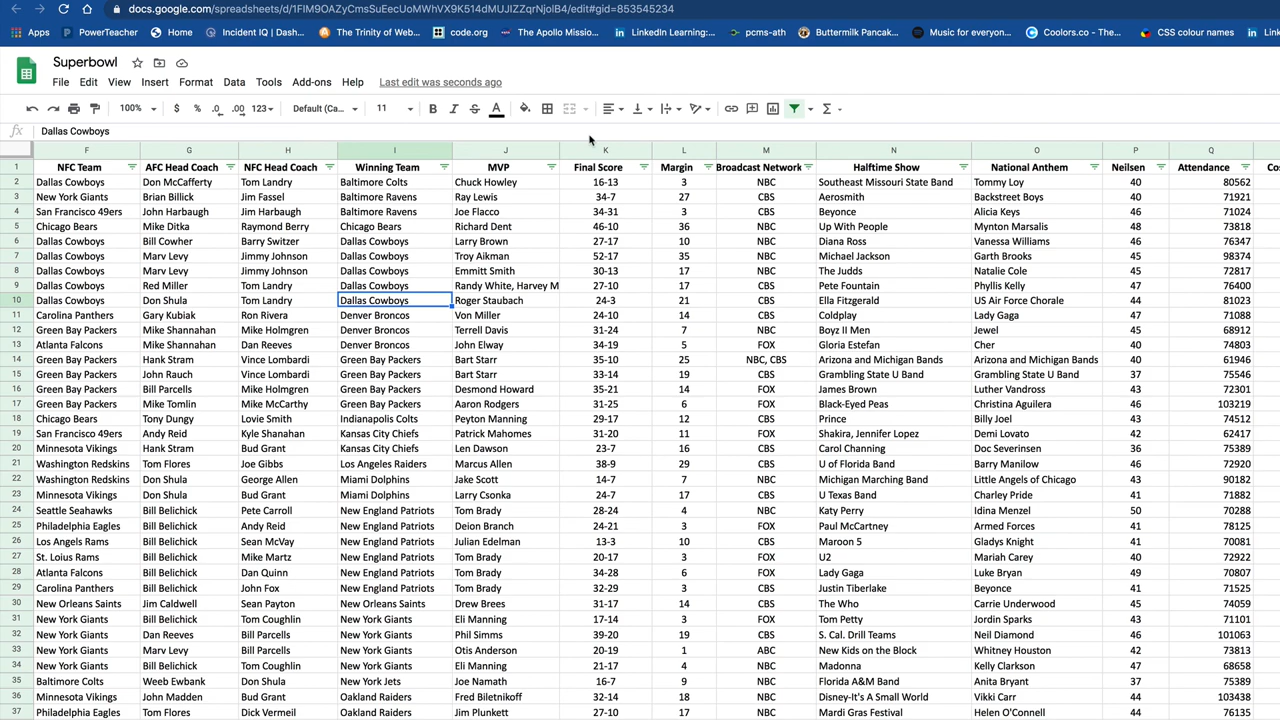 docs.google.com/spreadsheets/d/1FIM9OAZyCmsSuEecUoMWhVX9K514dMUJIZZqrNjolB4/edit#gid=853545234
Apps PowerTeacher Home Incident IQ | Dash... The Trinity of Web... code.org The Apollo Missio... LinkedIn Learning:... pcms-ath Buttermilk Pancak... Music for everyon... Coolors.co - The... CSS colour names Link
Superbowl
File Edit View Insert Format Data Tools Add-ons Help Last edit was seconds ago
100% $ % .0 .00 123 Default (Ca... 11 B I S A
fx Dallas Cowboys
F G H I J K L M N O P Q
1 NFC Team AFC Head Coach NFC Head Coach Winning Team MVP Final Score Margin Broadcast Network Halftime Show National Anthem Neilsen Attendance Co
2 Dallas Cowboys Don McCafferty Tom Landry Baltimore Colts Chuck Howley 16-13 3 NBC Southeast Missouri State Band Tommy Loy 40 80562
3 New York Giants Brian Billick Jim Fassel Baltimore Ravens Ray Lewis 34-7 27 CBS Aerosmith Backstreet Boys 40 71921
4 San Francisco 49ers John Harbaugh Jim Harbaugh Baltimore Ravens Joe Flacco 34-31 3 CBS Beyonce Alicia Keys 46 71024
5 Chicago Bears Mike Ditka Raymond Berry Chicago Bears Richard Dent 46-10 36 NBC Up With People Mynton Marsalis 48 73818
6 Dallas Cowboys Bill Cowher Barry Switzer Dallas Cowboys Larry Brown 27-17 10 NBC Diana Ross Vanessa Williams 46 76347
7 Dallas Cowboys Marv Levy Jimmy Johnson Dallas Cowboys Troy Aikman 52-17 35 NBC Michael Jackson Garth Brooks 45 98374
8 Dallas Cowboys Marv Levy Jimmy Johnson Dallas Cowboys Emmitt Smith 30-13 17 NBC The Judds Natalie Cole 45 72817
9 Dallas Cowboys Red Miller Tom Landry Dallas Cowboys Randy White, Harvey M 27-10 17 CBS Pete Fountain Phyllis Kelly 47 76400
10 Dallas Cowboys Don Shula Tom Landry Dallas Cowboys Roger Staubach 24-3 21 CBS Ella Fitzgerald US Air Force Chorale 44 81023
11 Carolina Panthers Gary Kubiak Ron Rivera Denver Broncos Von Miller 24-10 14 CBS Coldplay Lady Gaga 47 71088
12 Green Bay Packers Mike Shannahan Mike Holmgren Denver Broncos Terrell Davis 31-24 7 NBC Boyz II Men Jewel 45 68912
13 Atlanta Falcons Mike Shannahan Dan Reeves Denver Broncos John Elway 34-19 5 FOX Gloria Estefan Cher 40 74803
14 Green Bay Packers Hank Stram Vince Lombardi Green Bay Packers Bart Starr 35-10 25 NBC, CBS Arizona and Michigan Bands Arizona and Michigan Bands 40 61946
15 Green Bay Packers John Rauch Vince Lombardi Green Bay Packers Bart Starr 33-14 19 CBS Grambling State U Band Grambling State U Band 37 75546
16 Green Bay Packers Bill Parcells Mike Holmgren Green Bay Packers Desmond Howard 35-21 14 FOX James Brown Luther Vandross 43 72301
17 Green Bay Packers Mike Tomlin Mike McCarthy Green Bay Packers Aaron Rodgers 31-25 6 FOX Black-Eyed Peas Christina Aguilera 46 103219
18 Chicago Bears Tony Dungy Lovie Smith Indianapolis Colts Peyton Manning 29-17 12 CBS Prince Billy Joel 43 74512
19 San Francisco 49ers Andy Reid Kyle Shanahan Kansas City Chiefs Patrick Mahomes 31-20 11 FOX Shakira, Jennifer Lopez Demi Lovato 42 62417
20 Minnesota Vikings Hank Stram Bud Grant Kansas City Chiefs Len Dawson 23-7 16 CBS Carol Channing Doc Severinsen 36 75389
21 Washington Redskins Tom Flores Joe Gibbs Los Angeles Raiders Marcus Allen 38-9 29 CBS U of Florida Band Barry Manilow 46 72920
22 Washington Redskins Don Shula George Allen Miami Dolphins Jake Scott 14-7 7 NBC Michigan Marching Band Little Angels of Chicago 43 90182
23 Minnesota Vikings Don Shula Bud Grant Miami Dolphins Larry Csonka 24-7 17 CBS U Texas Band Charley Pride 41 71882
24 Seattle Seahawks Bill Belichick Pete Carroll New England Patriots Tom Brady 28-24 4 NBC Katy Perry Idina Menzel 50 70288
25 Philadelphia Eagles Bill Belichick Andy Reid New England Patriots Deion Branch 24-21 3 FOX Paul McCartney Armed Forces 41 78125
26 Los Angels Rams Bill Belichick Sean McVay New England Patriots Julian Edelman 13-3 10 CBS Maroon 5 Gladys Knight 41 70081
27 St. Loius Rams Bill Belichick Mike Martz New England Patriots Tom Brady 20-17 3 FOX U2 Mariah Carey 40 72922
28 Atlanta Falcons Bill Belichick Dan Quinn New England Patriots Tom Brady 34-28 6 FOX Lady Gaga Luke Bryan 49 70807
29 Carolina Panthers Bill Belichick John Fox New England Patriots Tom Brady 32-29 3 CBS Justin Timberlake Beyonce 41 71525
30 New Orleans Saints Jim Caldwell Sean Payton New Orleans Saints Drew Brees 31-17 14 CBS The Who Carrie Underwood 45 74059
31 New York Giants Bill Belichick Tom Coughlin New York Giants Eli Manning 17-14 3 FOX Tom Petty Jordin Sparks 43 71101
32 New York Giants Dan Reeves Bill Parcells New York Giants Phil Simms 39-20 19 CBS S. Cal. Drill Teams Neil Diamond 46 101063
33 New York Giants Marv Levy Bill Parcells New York Giants Otis Anderson 20-19 1 ABC New Kids on the Block Whitney Houston 42 73813
34 New York Giants Bill Belichick Tom Coughlin New York Giants Eli Manning 21-17 4 NBC Madonna Kelly Clarkson 47 68658
35 Baltimore Colts Weeb Ewbank Don Shula New York Jets Joe Namath 16-7 9 NBC Florida A&M Band Anita Bryant 37 75389
36 Minnesota Vikings John Madden Bud Grant Oakland Raiders Fred Biletnikoff 32-14 18 NBC Disney-It's A Small World Vikki Carr 44 103438
37 Philadelphia Eagles Tom Flores Dick Vermeil Oakland Raiders Jim Plunkett 27-10 17 NBC Mardi Gras Festival Helen O'Connell 44 76135